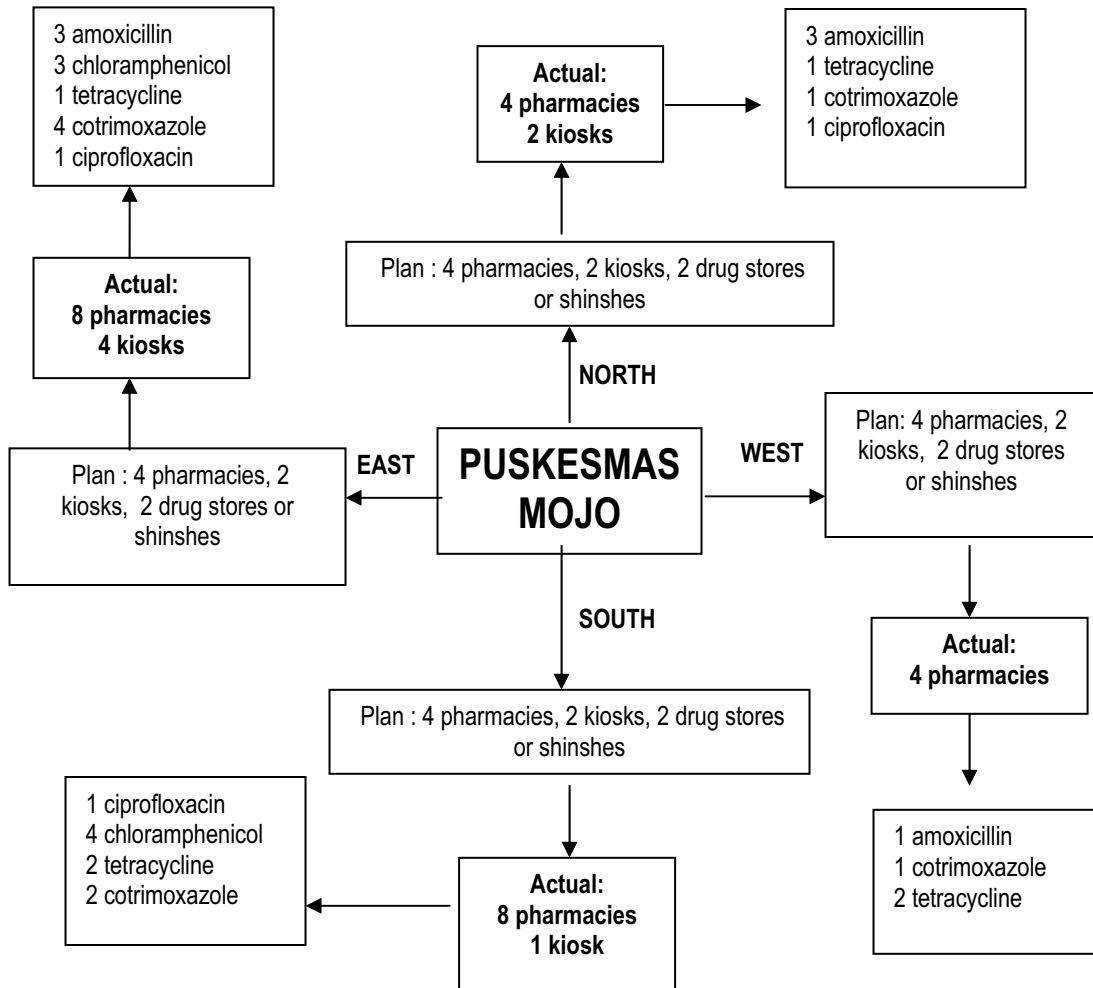 3 amoxicillin
3 chloramphenicol
1 tetracycline
4 cotrimoxazole
1 ciprofloxacin
Actual:
4 pharmacies
2 kiosks
3 amoxicillin
1 tetracycline
1 cotrimoxazole
1 ciprofloxacin
Actual:
8 pharmacies
4 kiosks
Plan : 4 pharmacies, 2 kiosks, 2 drug stores
or shinshes
NORTH
Plan : 4 pharmacies, 2
kiosks, 2 drug stores or
shinshes
EAST
PUSKESMAS
MOJO
WEST
Plan: 4 pharmacies, 2
kiosks, 2 drug stores
or shinshes
SOUTH
Actual:
4 pharmacies
Plan : 4 pharmacies, 2 kiosks, 2 drug stores
or shinshes
1 ciprofloxacin
4 chloramphenicol
2 tetracycline
2 cotrimoxazole
Actual:
8 pharmacies
1 kiosk
1 amoxicillin
1 cotrimoxazole
2 tetracycline